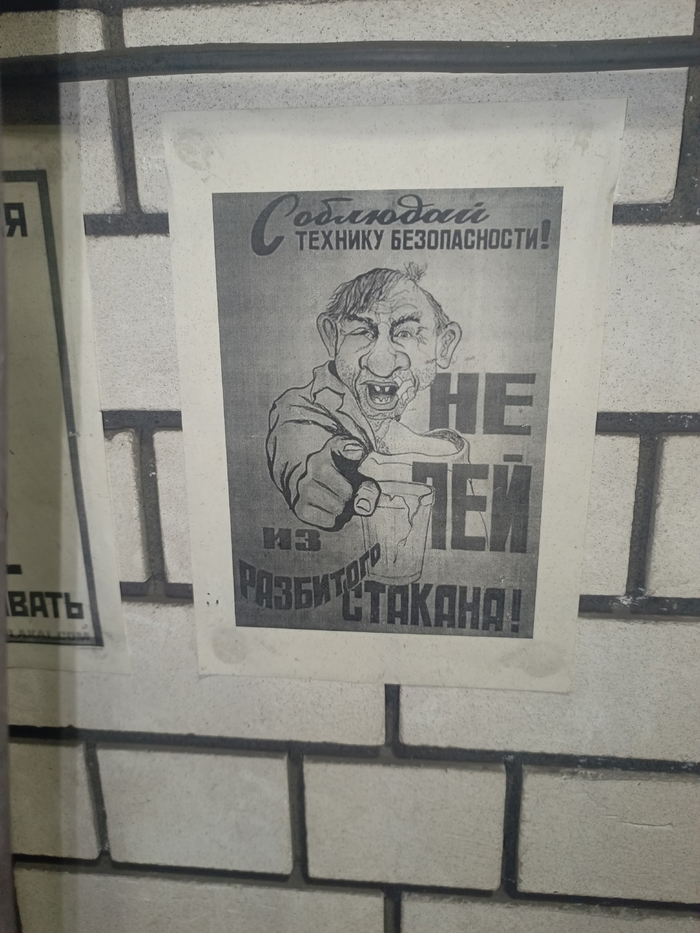 Я
ВАТЬ
Соблюдай
ТЕХНИКУ БЕЗОПАСНОСТИ!
НЕ
ПЕЙ
ИЗ
РАЗБИТОГО
СТАКАНА!